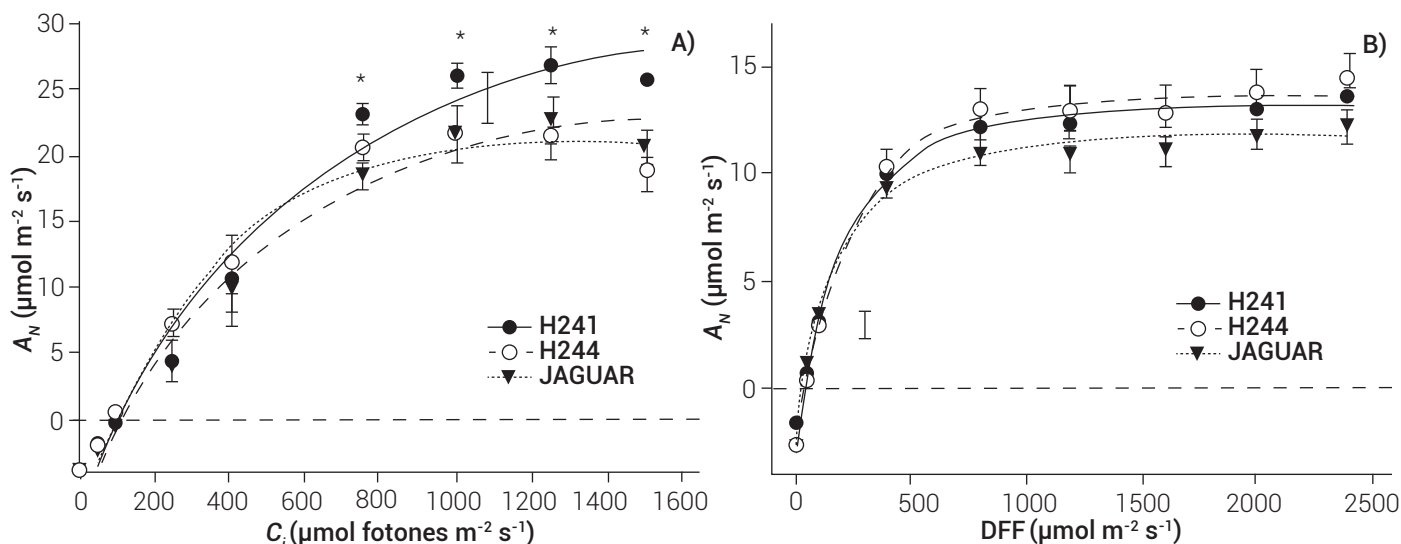 A)
30
25
20
15
10
5
0
A_N (µmol m⁻² s⁻¹)
* * * *
H241
H244
JAGUAR
0 200 400 600 800 1000 1200 1400 1600
C_i (µmol fotones m⁻² s⁻¹)
B)
15
10
5
0
A_N (µmol m⁻² s⁻¹)
H241
H244
JAGUAR
0 500 1000 1500 2000 2500
DFF (µmol m⁻² s⁻¹)